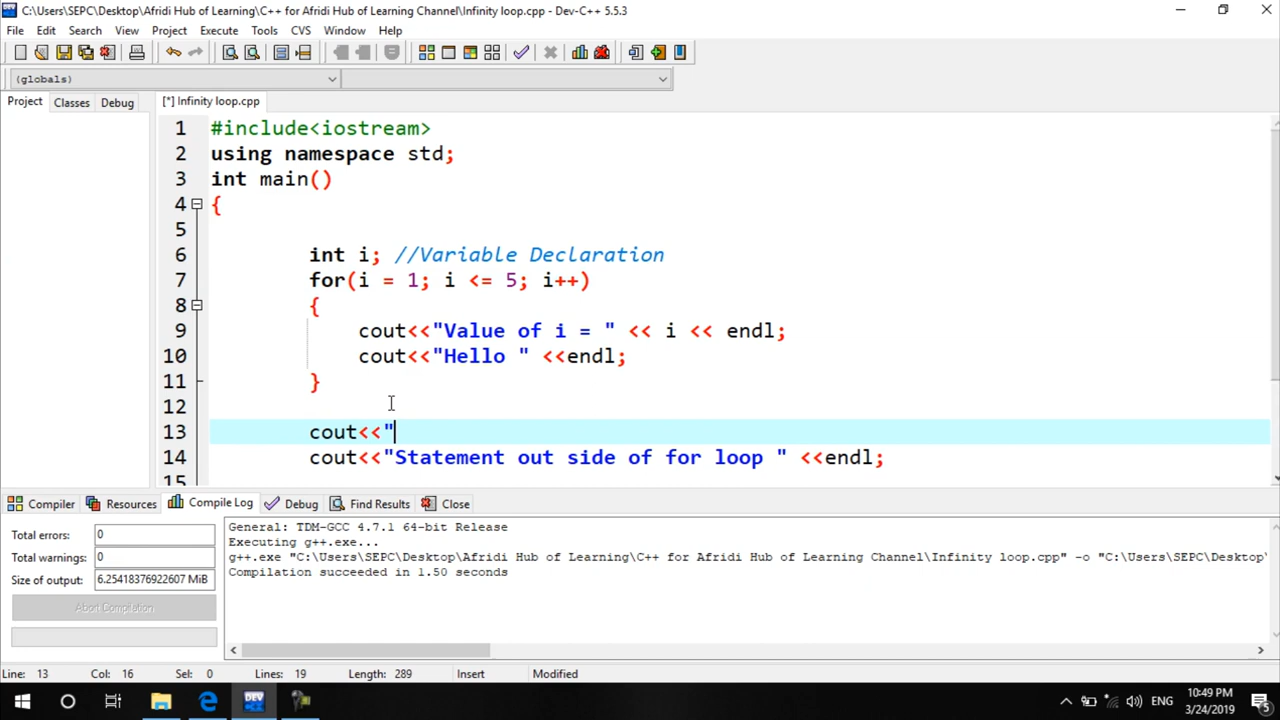 C:\Users\SEPC\Desktop\Afridi Hub of Learning\C++ for Afridi Hub of Learning Channel\Infinity loop.cpp - Dev-C++ 5.5.3
File Edit Search View Project Execute Tools CVS Window Help
(globals)
Project Classes Debug [*] Infinity loop.cpp
1 #include<iostream>
2 using namespace std;
3 int main()
4 {
5
6 int i; //Variable Declaration
7 for(i = 1; i <= 5; i++)
8 {
9 cout<<"Value of i = " << i << endl;
10 cout<<"Hello " <<endl;
11 }
12
13 cout<<"
14 cout<<"Statement out side of for loop " <<endl;
15
Compiler Resources Compile Log Debug Find Results Close
Total errors: 0
Total warnings: 0
Size of output: 6.25418376922607 MiB
Abort Compilation
General: TDM-GCC 4.7.1 64-bit Release
Executing g++.exe...
g++.exe "C:\Users\SEPC\Desktop\Afridi Hub of Learning\C++ for Afridi Hub of Learning Channel\Infinity loop.cpp" -o "C:\Users\SEPC\Desktop\
Compilation succeeded in 1.50 seconds
Line: 13 Col: 16 Sel: 0 Lines: 19 Length: 289 Insert Modified
DEV
ENG
10:49 PM
3/24/2019
5